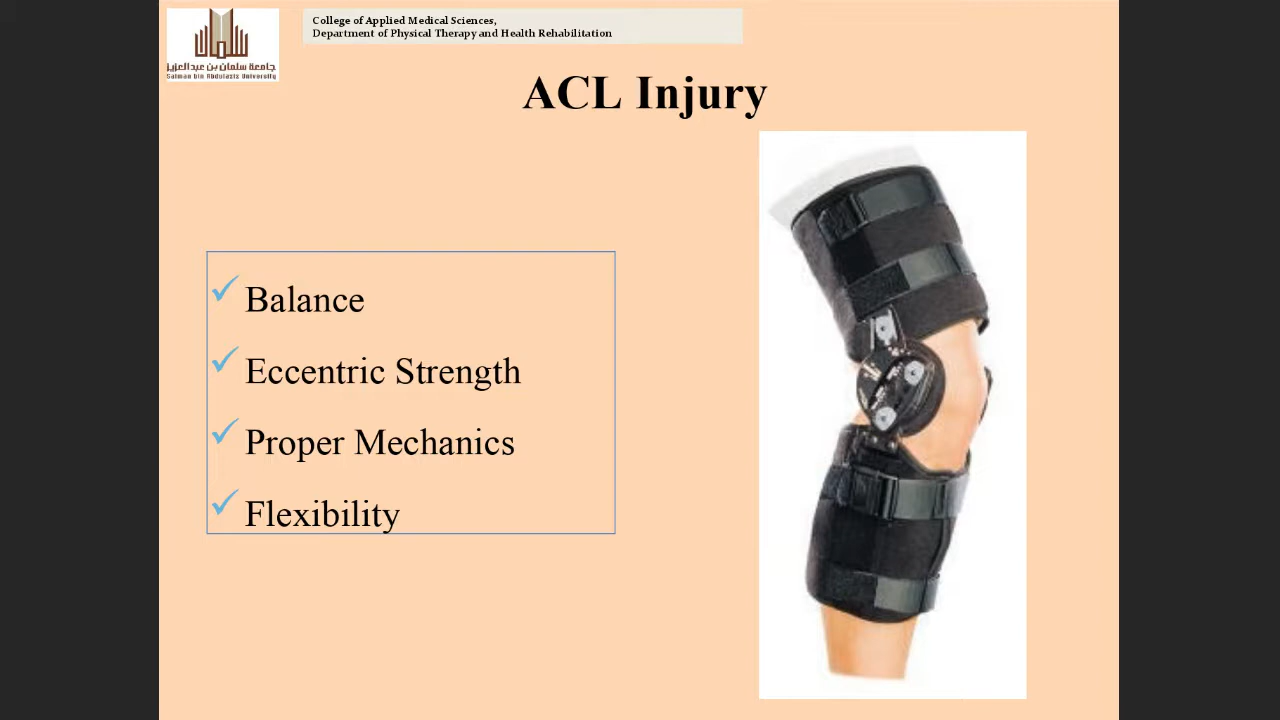 جامعة سلمان بن عبدالعزيز
Salman bin Abdulaziz University
College of Applied Medical Sciences,
Department of Physical Therapy and Health Rehabilitation
ACL Injury
Balance
Eccentric Strength
Proper Mechanics
Flexibility